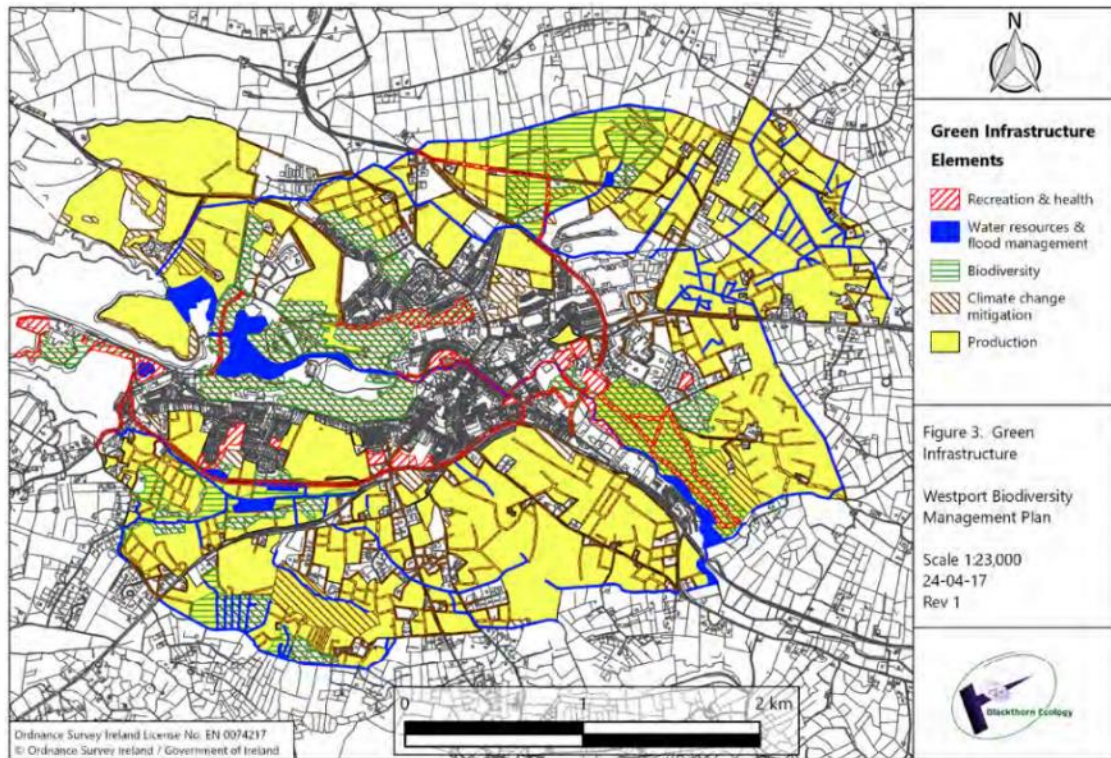 N
Green Infrastructure
Elements
Recreation & health
Water resources &
flood management
Biodiversity
Climate change
mitigation
Production
Figure 3. Green
Infrastructure
Westport Biodiversity
Management Plan
Scale 1:23,000
24-04-17
Rev 1
Blackthorn Ecology
0 1 2 km
Ordnance Survey Ireland License No. EN 0074217
© Ordnance Survey Ireland / Government of Ireland